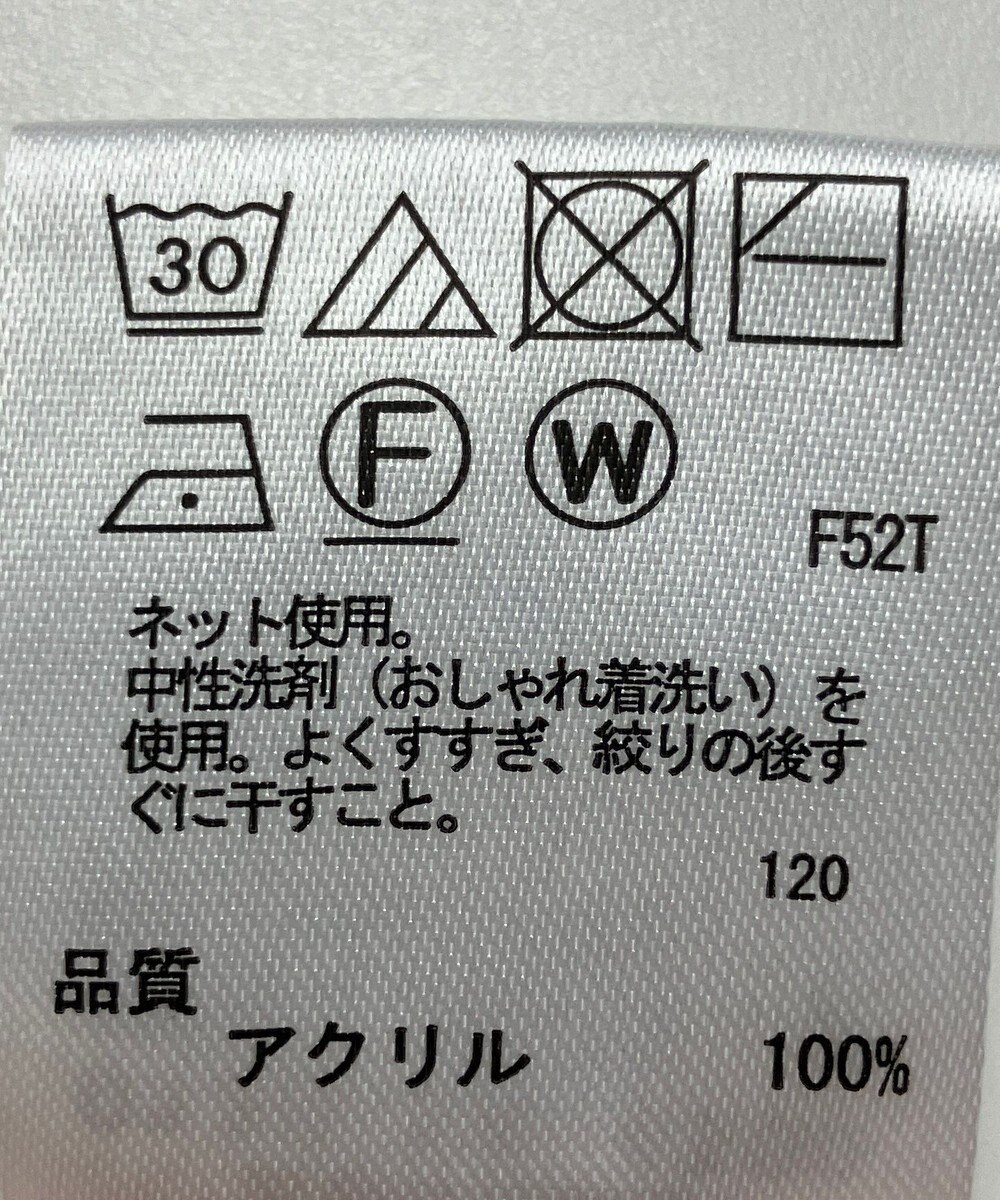 30
F W
F52T
ネット使用。
中性洗剤（おしゃれ着洗い）を
使用。よくすすぎ、絞りの後す
ぐに干すこと。
120
品質
アクリル 100%